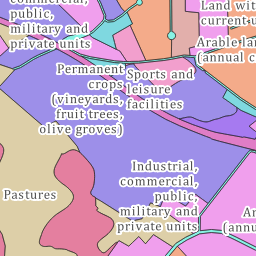 commercial,
public,
military and
private units
Land wit
current u
Arable lan
(annual c
Permanent
crops
(vineyards,
fruit trees,
olive groves)
Sports and
leisure
facilities
Industrial,
commercial,
public,
military and
private units
Pastures
Ar
(annu